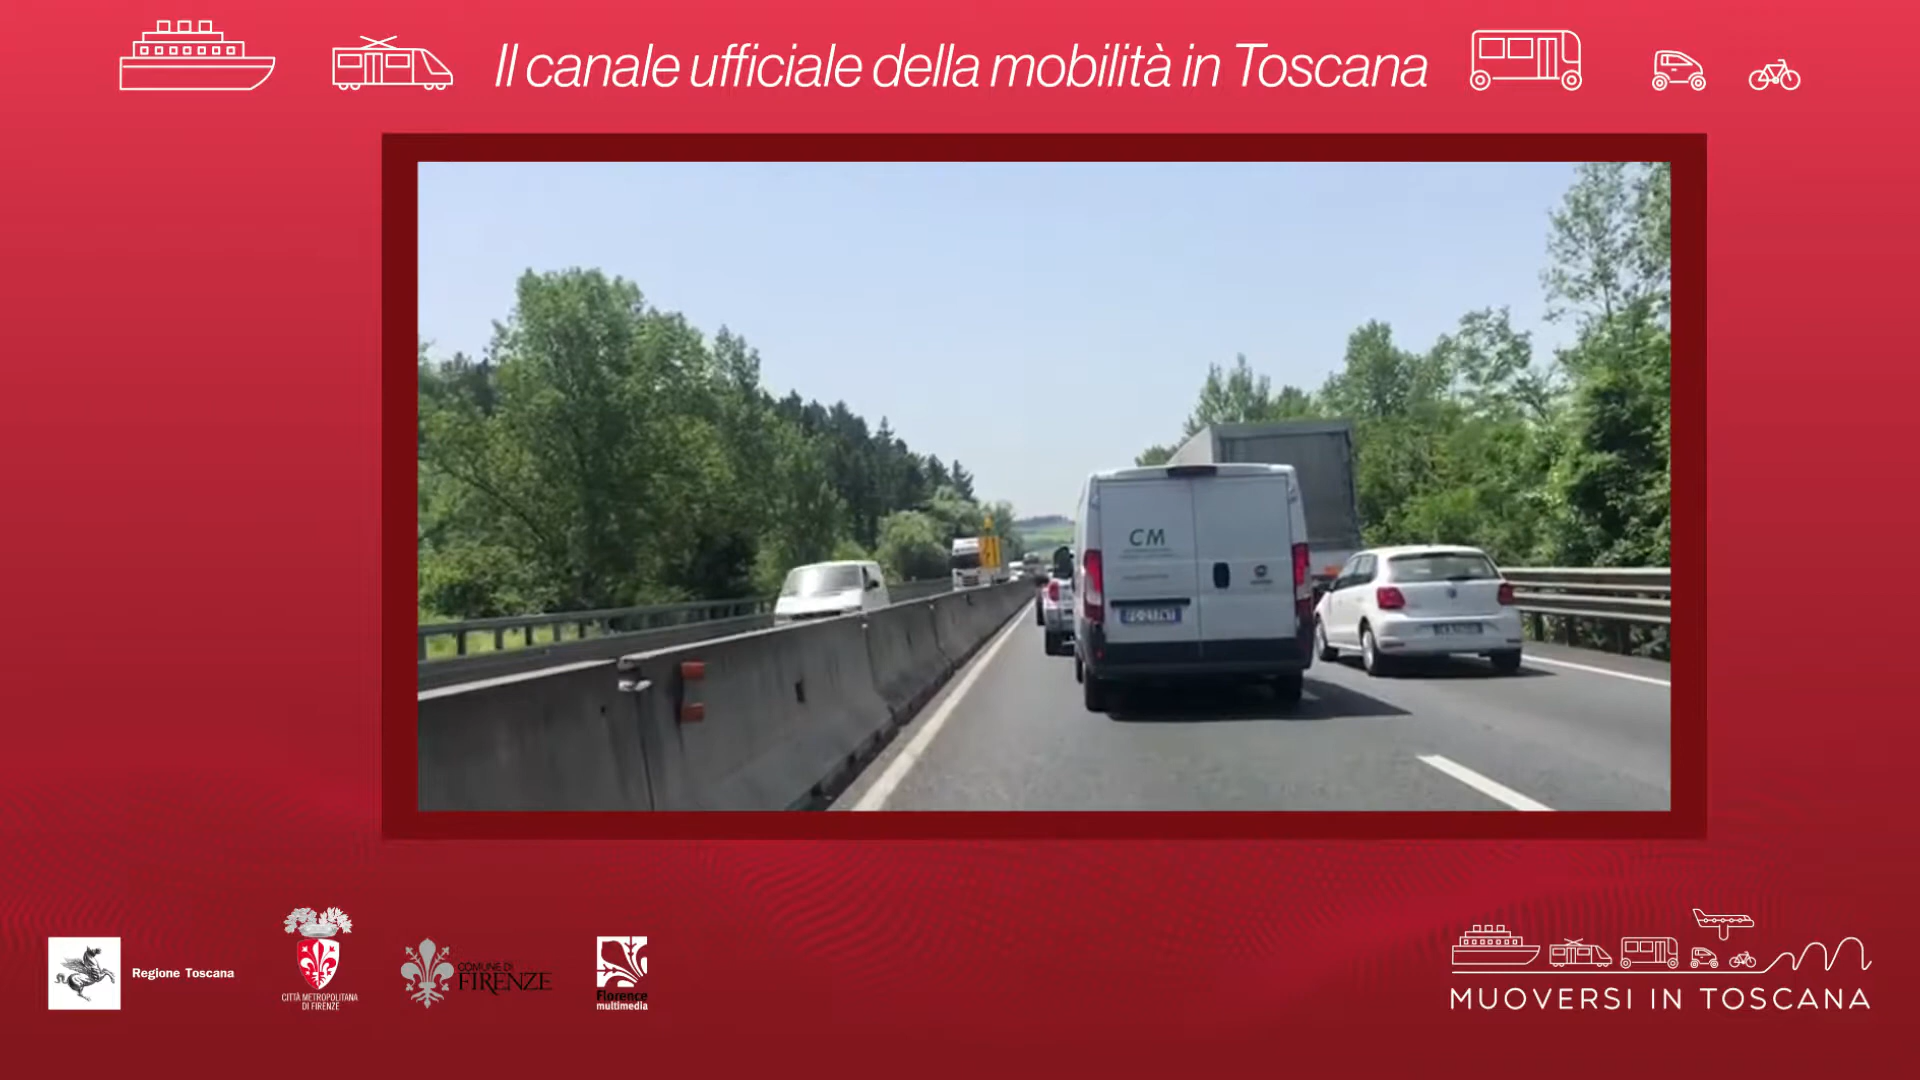 Il canale ufficiale della mobilità in Toscana
CM
Regione Toscana
CITTÀ METROPOLITANA
DI FIRENZE
COMUNE DI
FIRENZE
Florence
multimedia
MUOVERSI IN TOSCANA